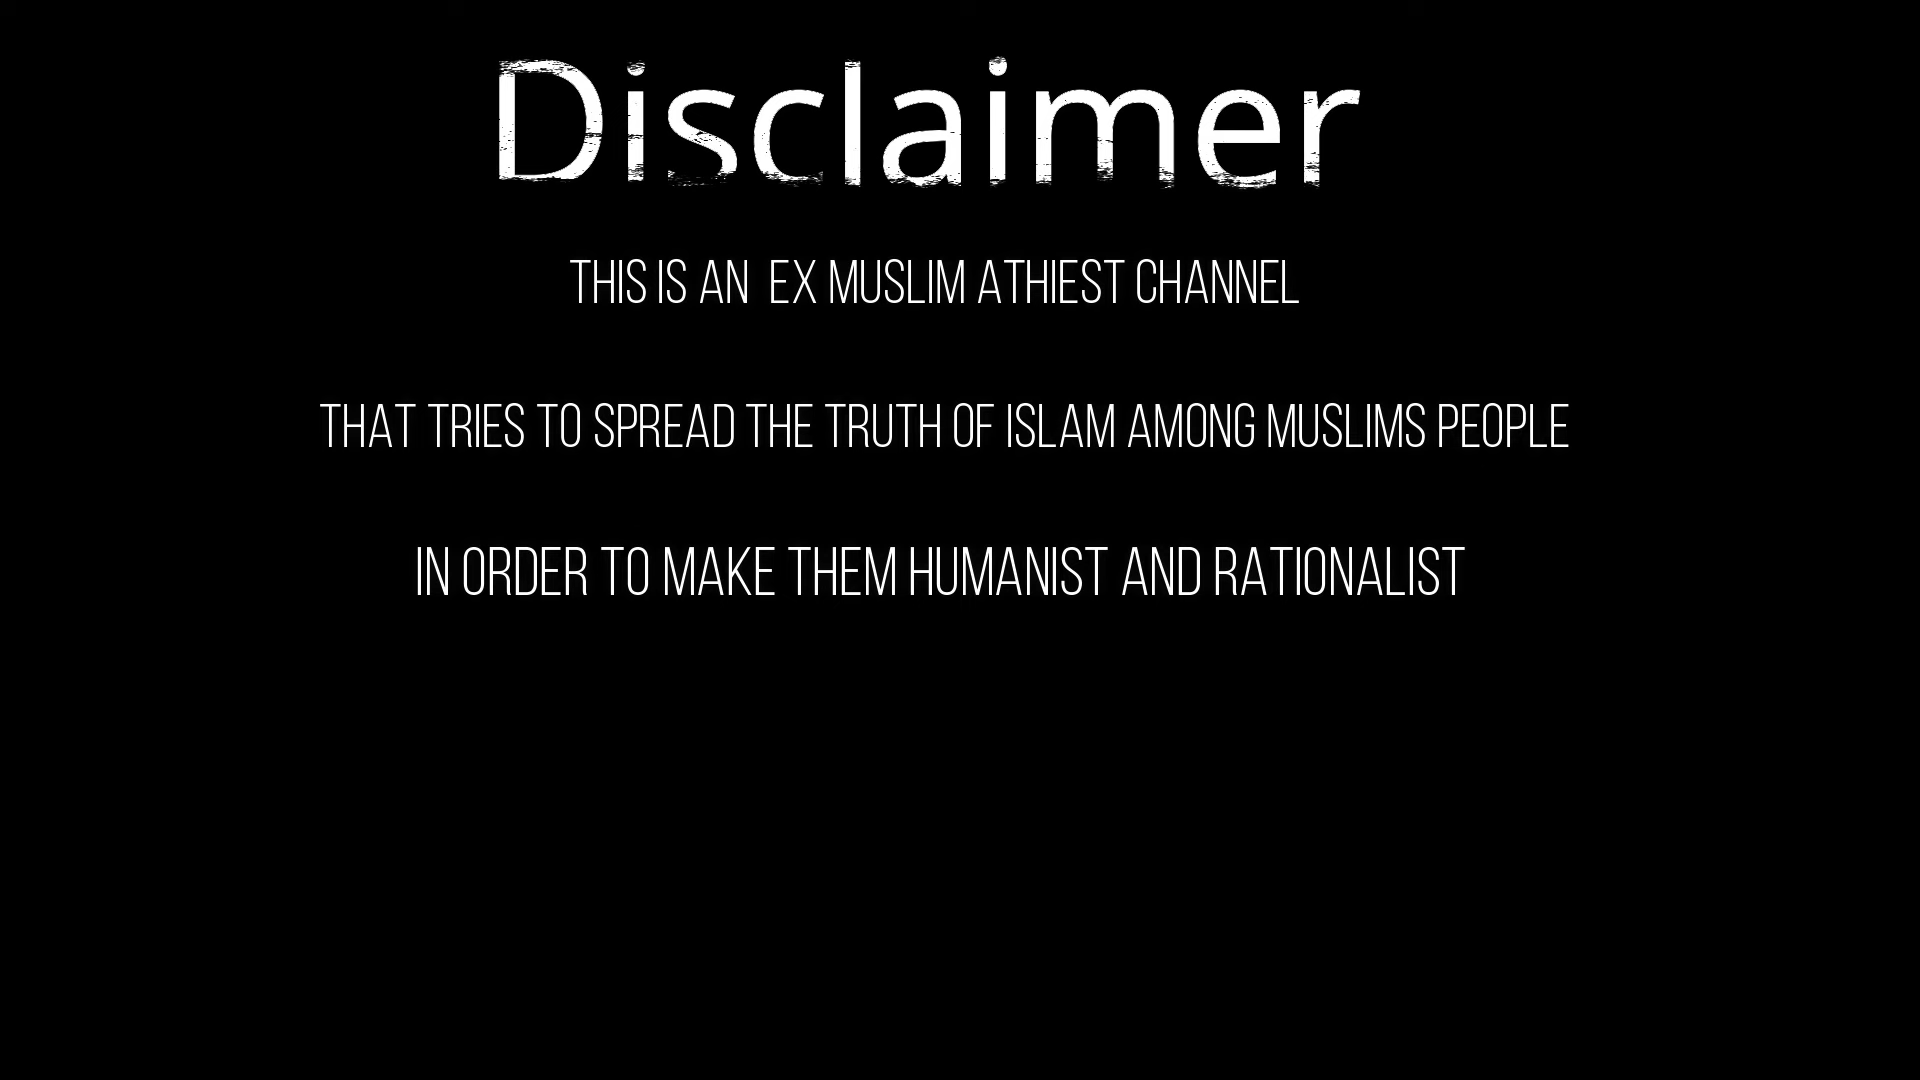 Disclaimer
THIS IS AN EX MUSLIM ATHIEST CHANNEL
THAT TRIES TO SPREAD THE TRUTH OF ISLAM AMONG MUSLIMS PEOPLE
IN ORDER TO MAKE THEM HUMANIST AND RATIONALIST